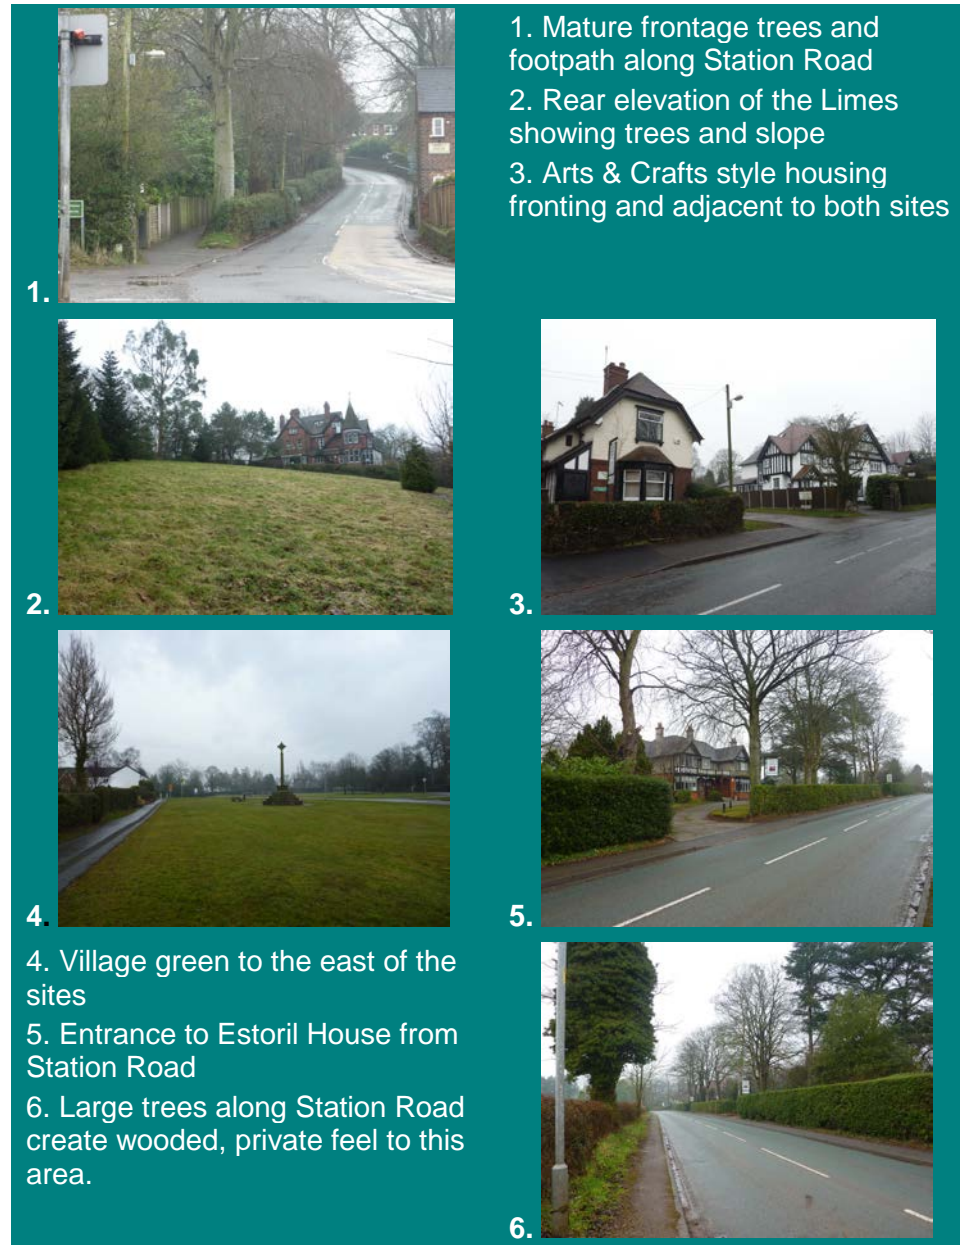 1. Mature frontage trees and
footpath along Station Road
2. Rear elevation of the Limes
showing trees and slope
3. Arts & Crafts style housing
fronting and adjacent to both sites
1.
2.
3.
4.
5.
4. Village green to the east of the
sites
5. Entrance to Estoril House from
Station Road
6. Large trees along Station Road
create wooded, private feel to this
area.
6.